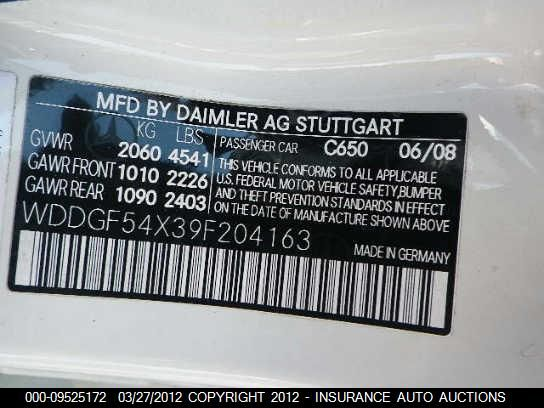 MFD BY DAIMLER AG STUTTGART
KG LBS PASSENGER CAR C650 06/08
GVWR 2060 4541 THIS VEHICLE CONFORMS TO ALL APPLICABLE
GAWR FRONT 1010 2226 U.S. FEDERAL MOTOR VEHICLE SAFETY, BUMPER
GAWR REAR 1090 2403 AND THEFT PREVENTION STANDARDS IN EFFECT
ON THE DATE OF MANUFACTURE SHOWN ABOVE
WDDGF54X39F204163
MADE IN GERMANY
000-09525172 03/27/2012 COPYRIGHT 2012 - INSURANCE AUTO AUCTIONS